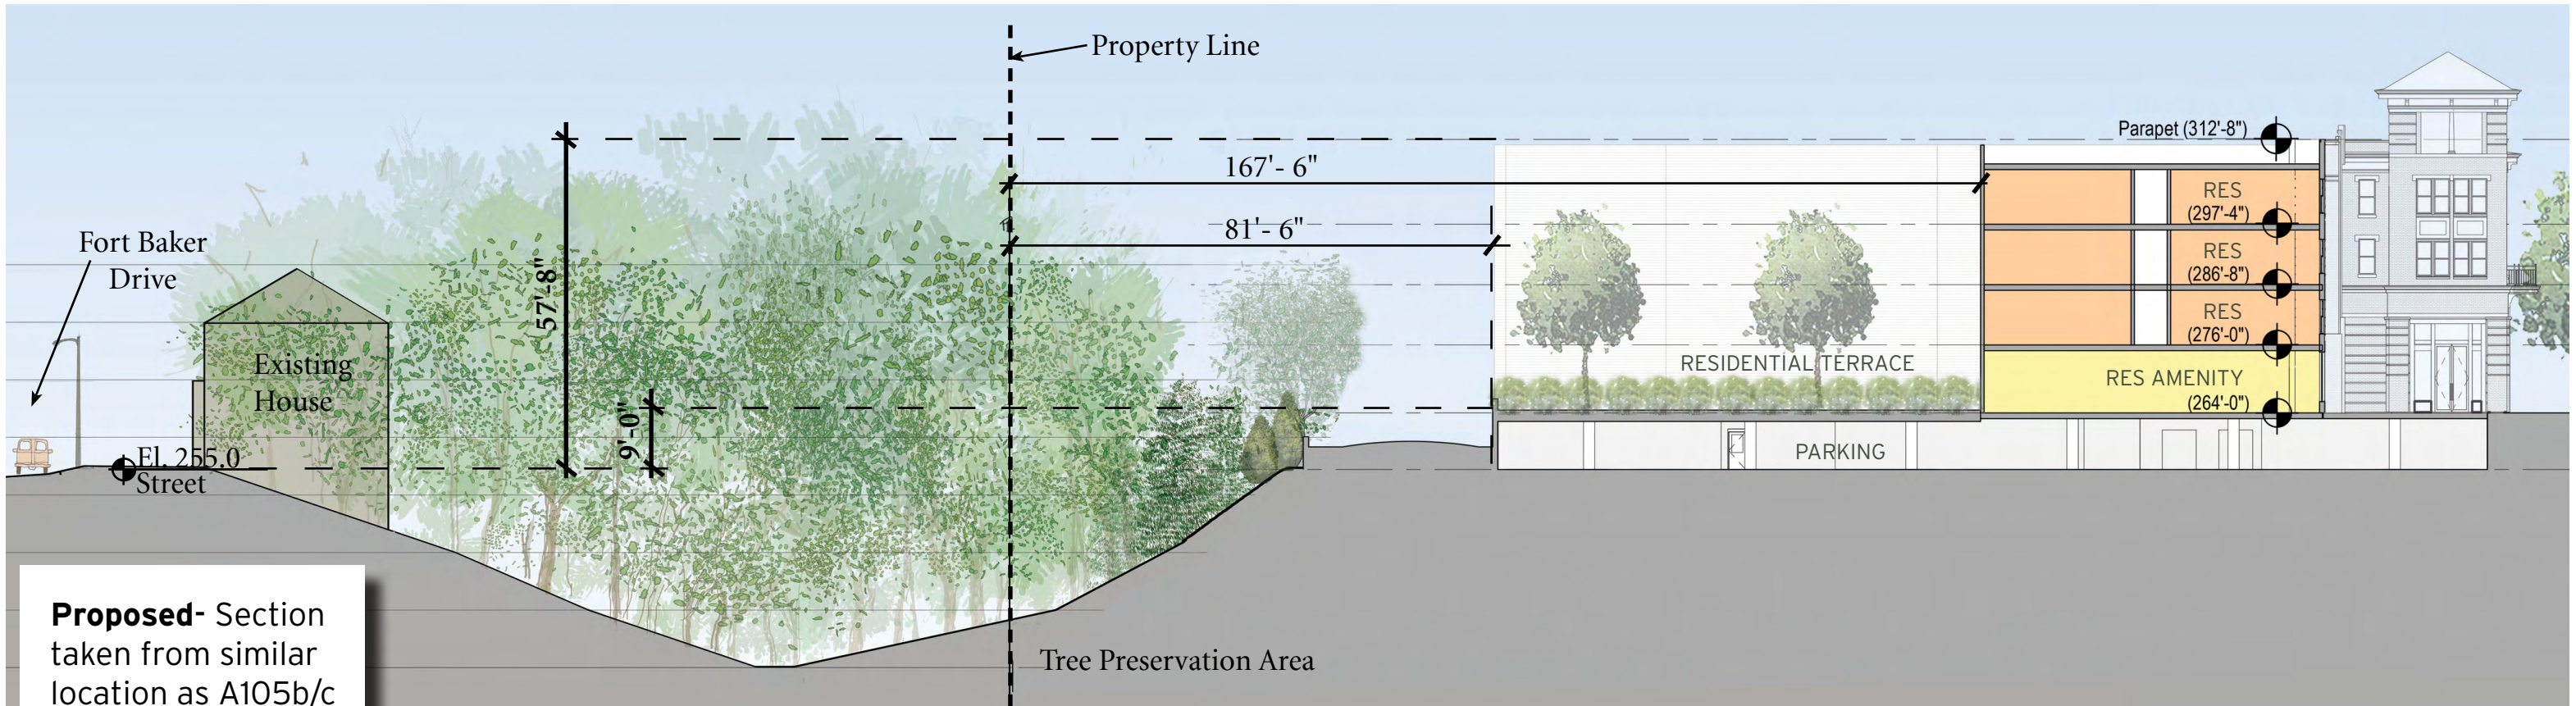 Property Line
Parapet (312'-8")
167'- 6"
81'- 6"
RES
(297'-4")
RES
(286'-8")
RES
(276'-0")
RES AMENITY
(264'-0")
RESIDENTIAL TERRACE
PARKING
Fort Baker
Drive
57'-8"
9'-0"
Existing
House
El. 255.0
Street
Tree Preservation Area
Proposed- Section
taken from similar
location as A105b/c